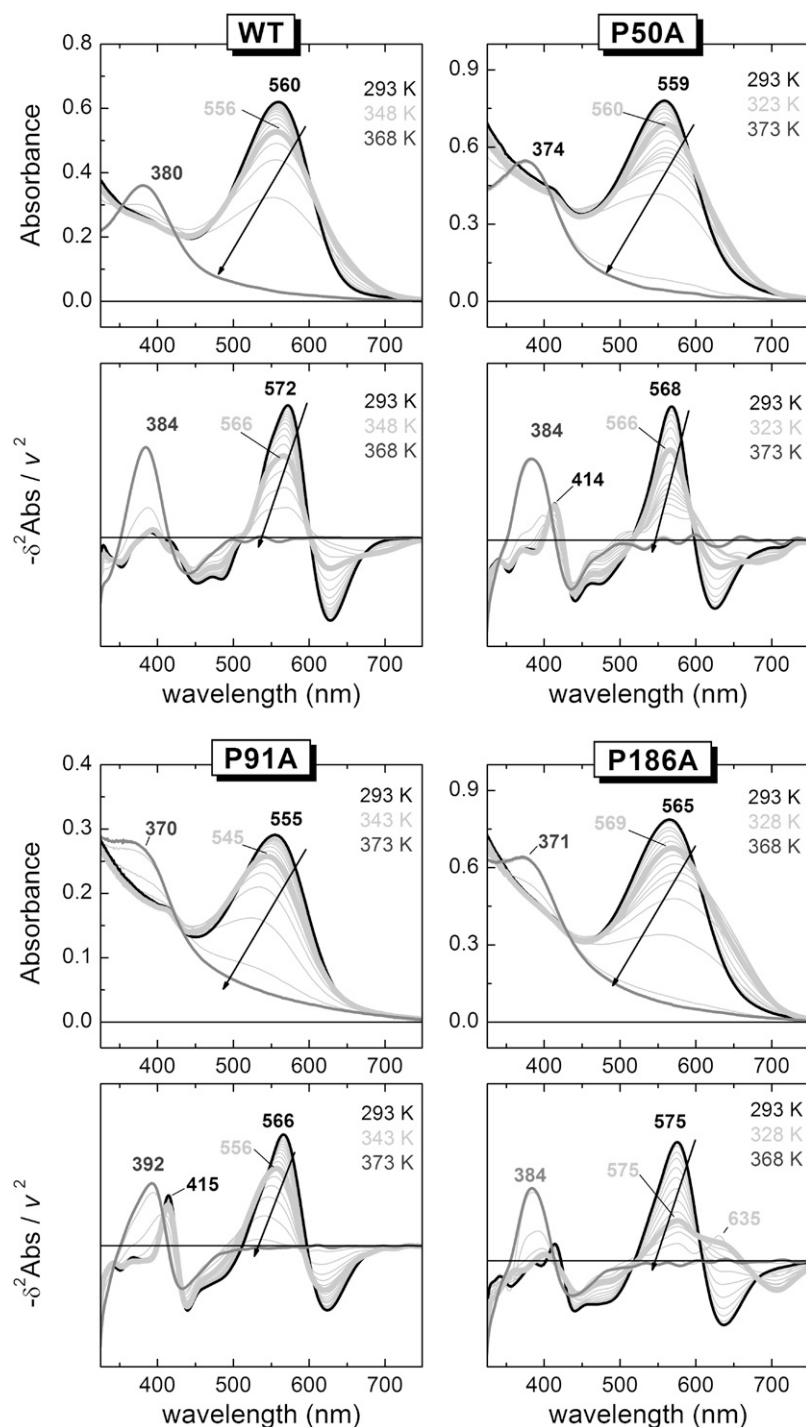 WT
0.8
0.6
0.4
0.2
0.0
Absorbance
560
556
380
293 K
348 K
368 K
400 500 600 700
P50A
0.9
0.6
0.3
0.0
559
560
374
293 K
323 K
373 K
400 500 600 700
-δ²Abs / ν²
572
566
384
293 K
348 K
368 K
400 500 600 700
wavelength (nm)
568
566
384
414
293 K
323 K
373 K
400 500 600 700
wavelength (nm)
P91A
0.4
0.3
0.2
0.1
0.0
Absorbance
555
545
370
293 K
343 K
373 K
400 500 600 700
P186A
0.9
0.6
0.3
0.0
565
569
371
293 K
328 K
368 K
400 500 600 700
-δ²Abs / ν²
566
556
392
415
293 K
343 K
373 K
400 500 600 700
wavelength (nm)
575
575
635
384
293 K
328 K
368 K
400 500 600 700
wavelength (nm)